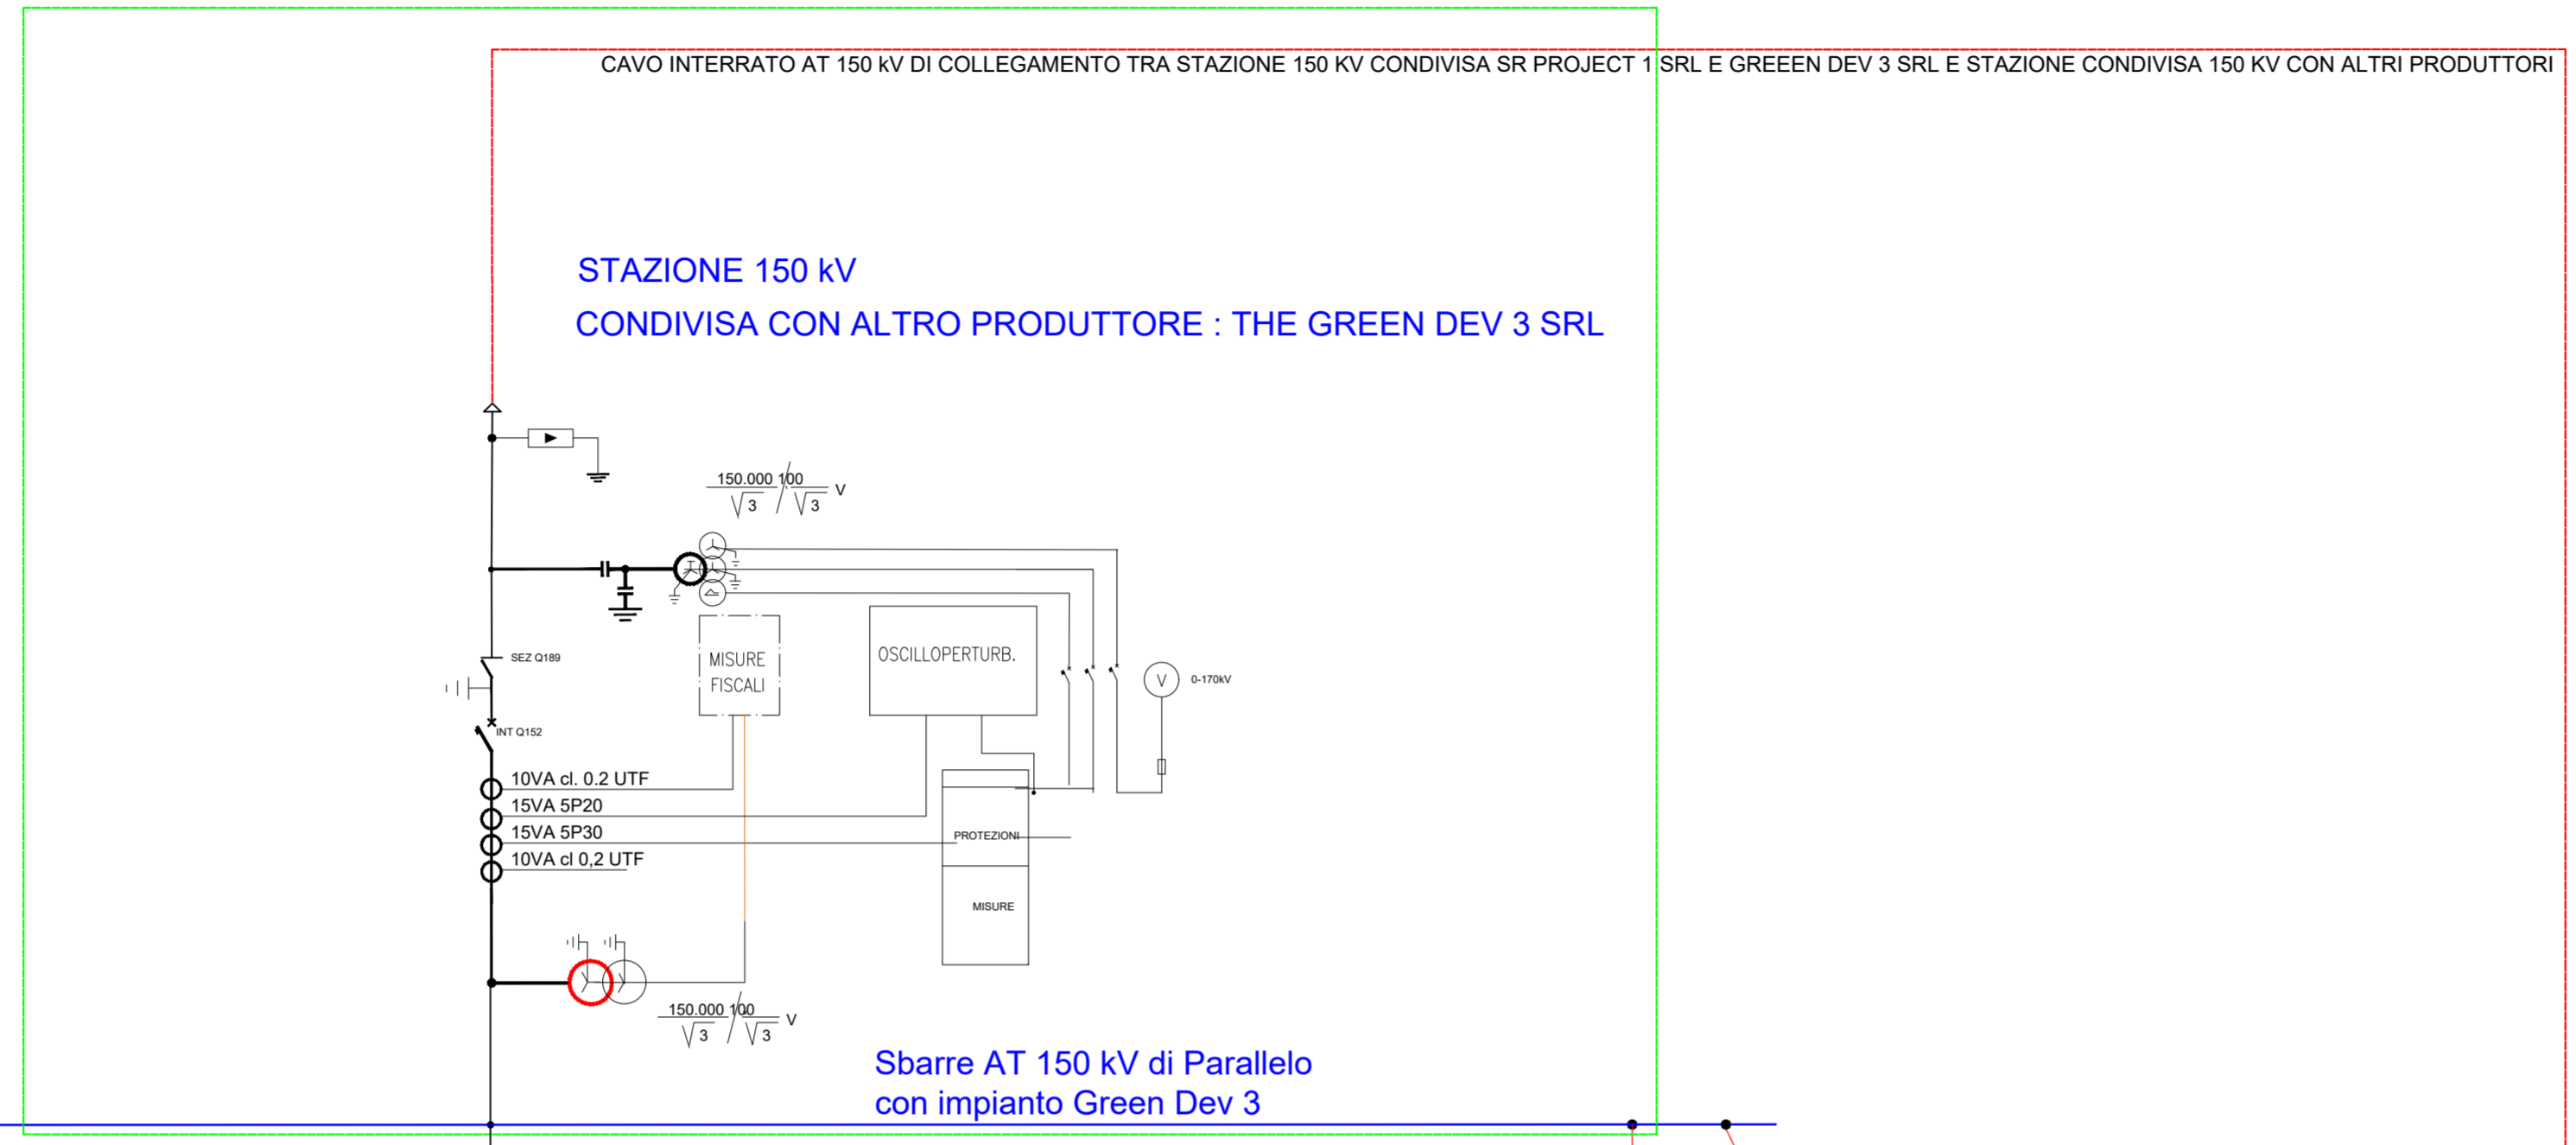 CAVO INTERRATO AT 150 kV DI COLLEGAMENTO TRA STAZIONE 150 KV CONDIVISA SR PROJECT 1 SRL E GREEEN DEV 3 SRL E STAZIONE CONDIVISA 150 KV CON ALTRI PRODUTTORI
STAZIONE 150 kV
CONDIVISA CON ALTRO PRODUTTORE : THE GREEN DEV 3 SRL
150.000 100
√3 / √3 V
SEZ Q189
MISURE
FISCALI
OSCILLOPERTURB.
V
0-170kV
INT Q152
10VA cl. 0.2 UTF
15VA 5P20
15VA 5P30
10VA cl 0,2 UTF
PROTEZIONI
MISURE
150.000 100
√3 / √3 V
Sbarre AT 150 kV di Parallelo
con impianto Green Dev 3